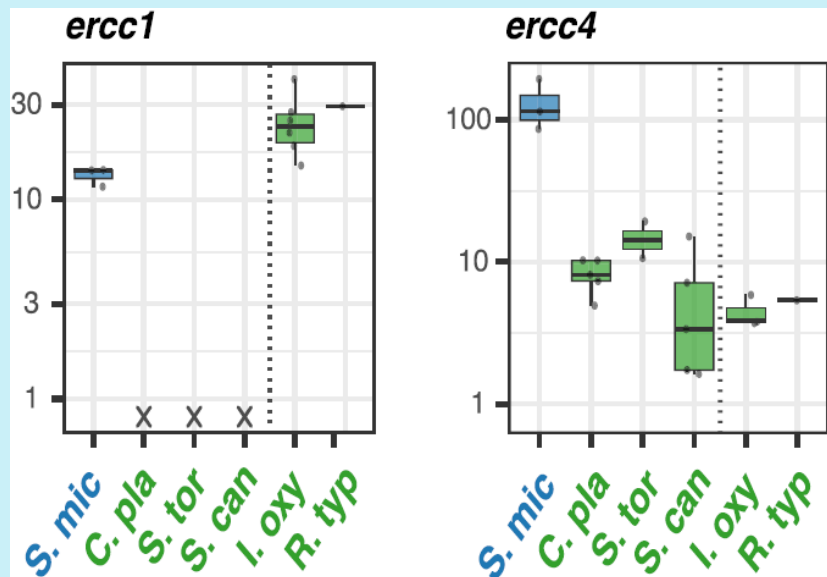 ercc1
ercc4
30
10
3
1
X X X
100
10
1
S. mic
C. pla
S. tor
S. can
I. oxy
R. typ
S. mic
C. pla
S. tor
S. can
I. oxy
R. typ